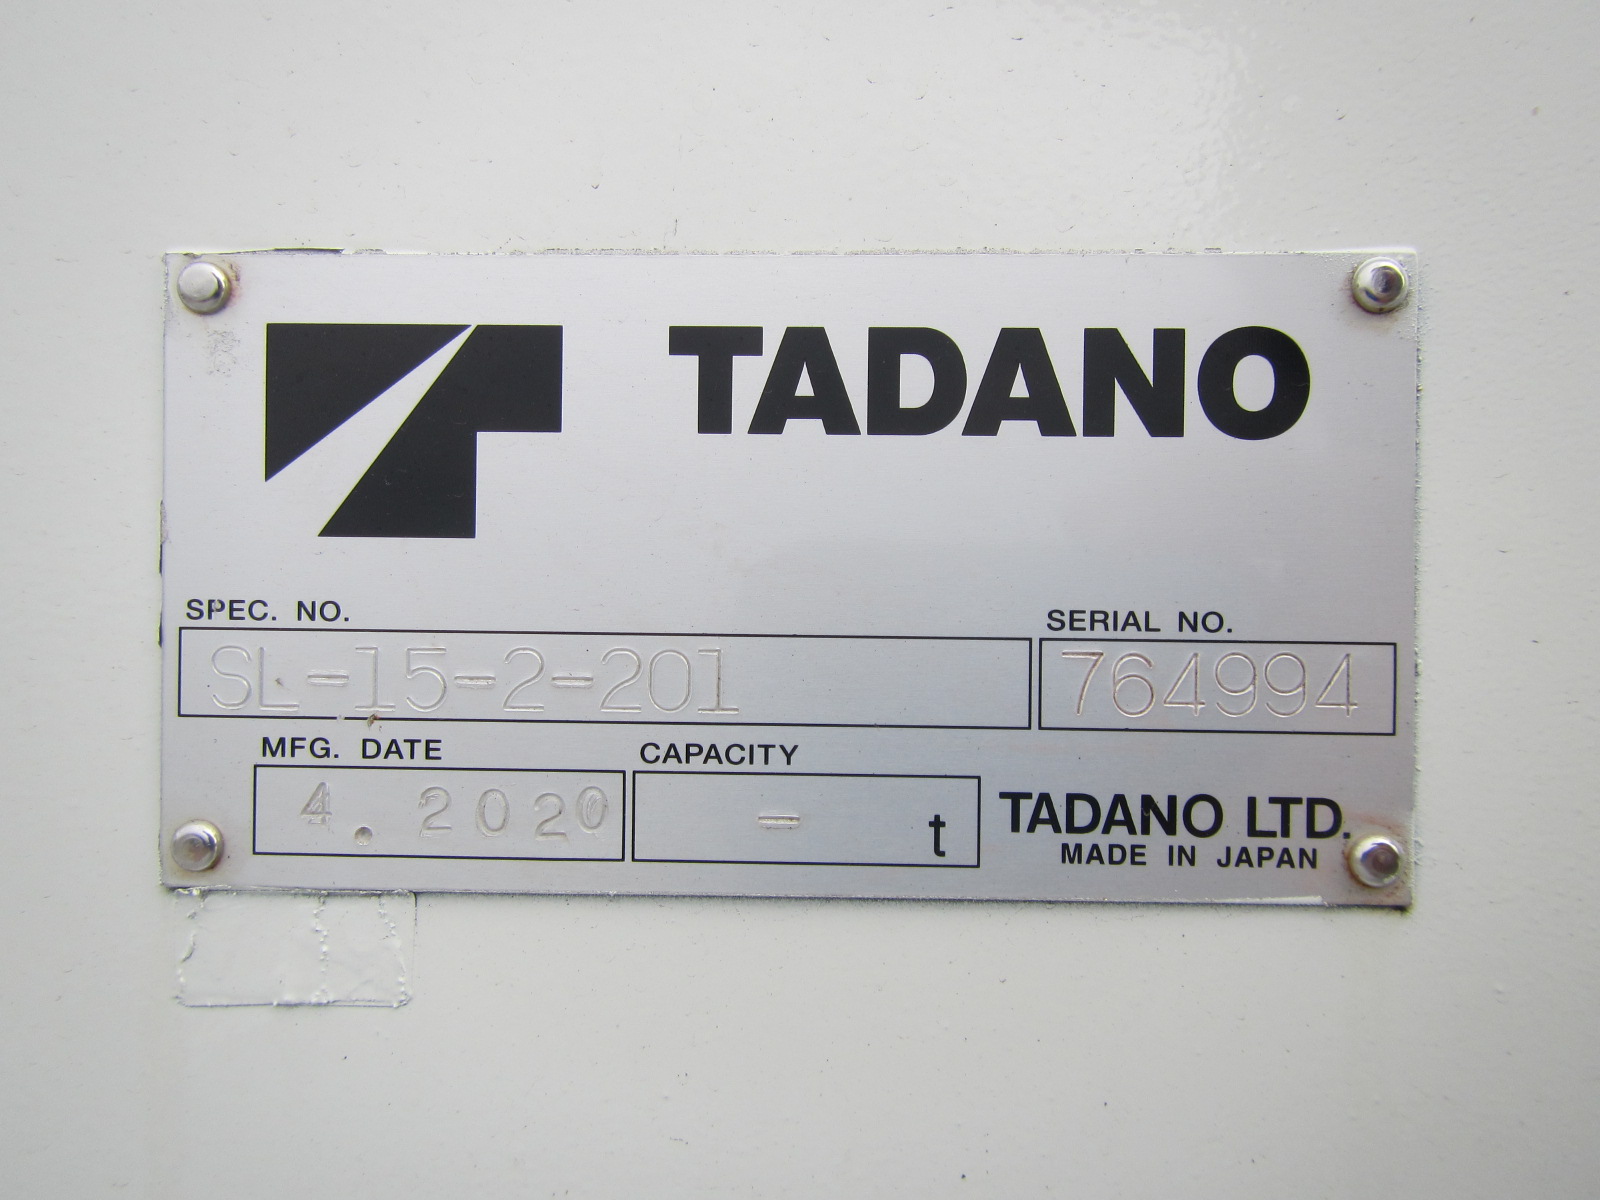 TADANO
SPEC. NO.
SERIAL NO.
SL-15-2-201
764994
MFG. DATE
CAPACITY
4. 2020
- t
TADANO LTD.
MADE IN JAPAN